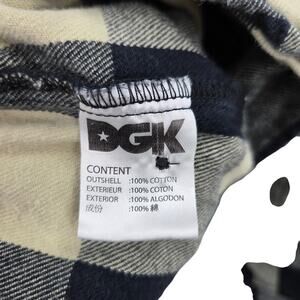 DGK
CONTENT
OUTSHELL :100% COTTON
EXTERIEUR :100% COTON
EXTERIOR :100% ALGODON
成份 :100% 綿